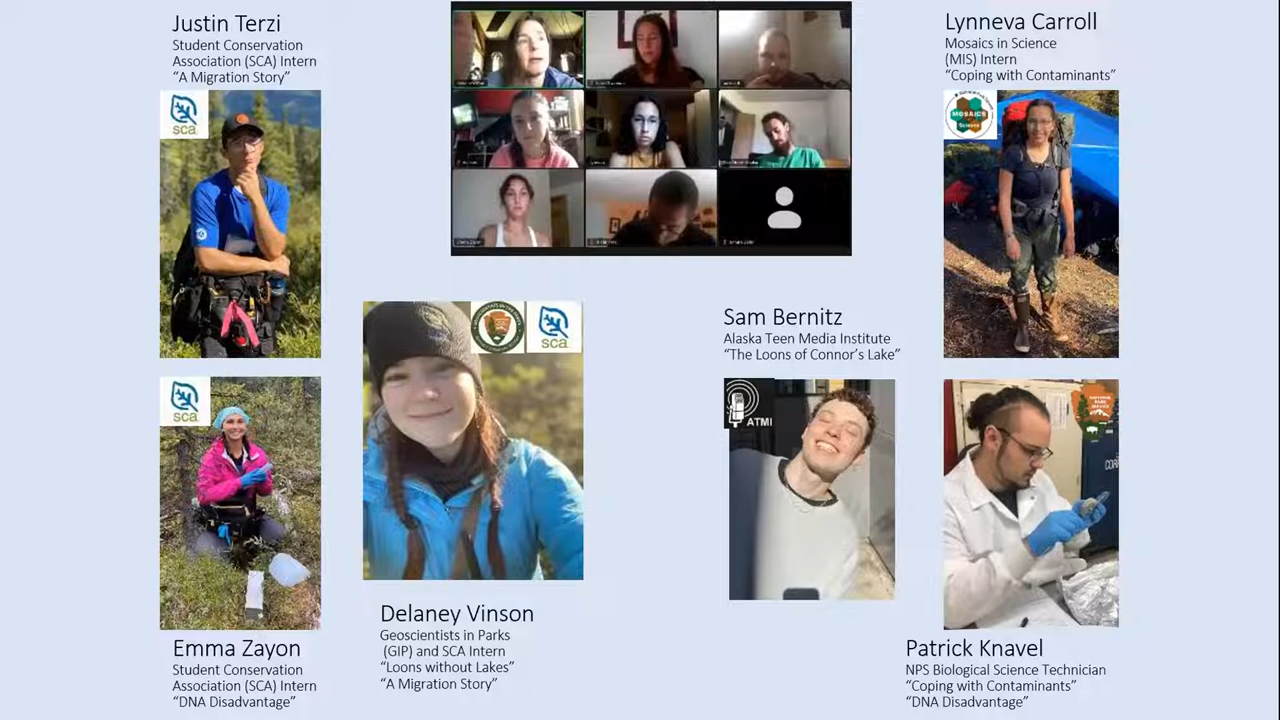 Justin Terzi
Student Conservation
Association (SCA) Intern
“A Migration Story”
sca
Lynneva Carroll
Mosaics in Science
(MIS) Intern
“Coping with Contaminants”
MOSAICS
IN
Science
sca
Emma Zayon
Student Conservation
Association (SCA) Intern
“DNA Disadvantage”
sca
Delaney Vinson
Geoscientists in Parks
(GIP) and SCA Intern
“Loons without Lakes”
“A Migration Story”
Sam Bernitz
Alaska Teen Media Institute
“The Loons of Connor’s Lake”
ATMI
NATIONAL
PARK
SERVICE
Patrick Knavel
NPS Biological Science Technician
“Coping with Contaminants”
“DNA Disadvantage”